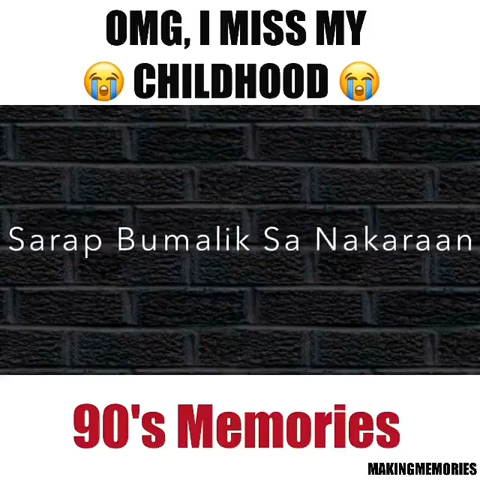 OMG, I MISS MY
😭 CHILDHOOD 😭
Sarap Bumalik Sa Nakaraan
90's Memories
MAKINGMEMORIES